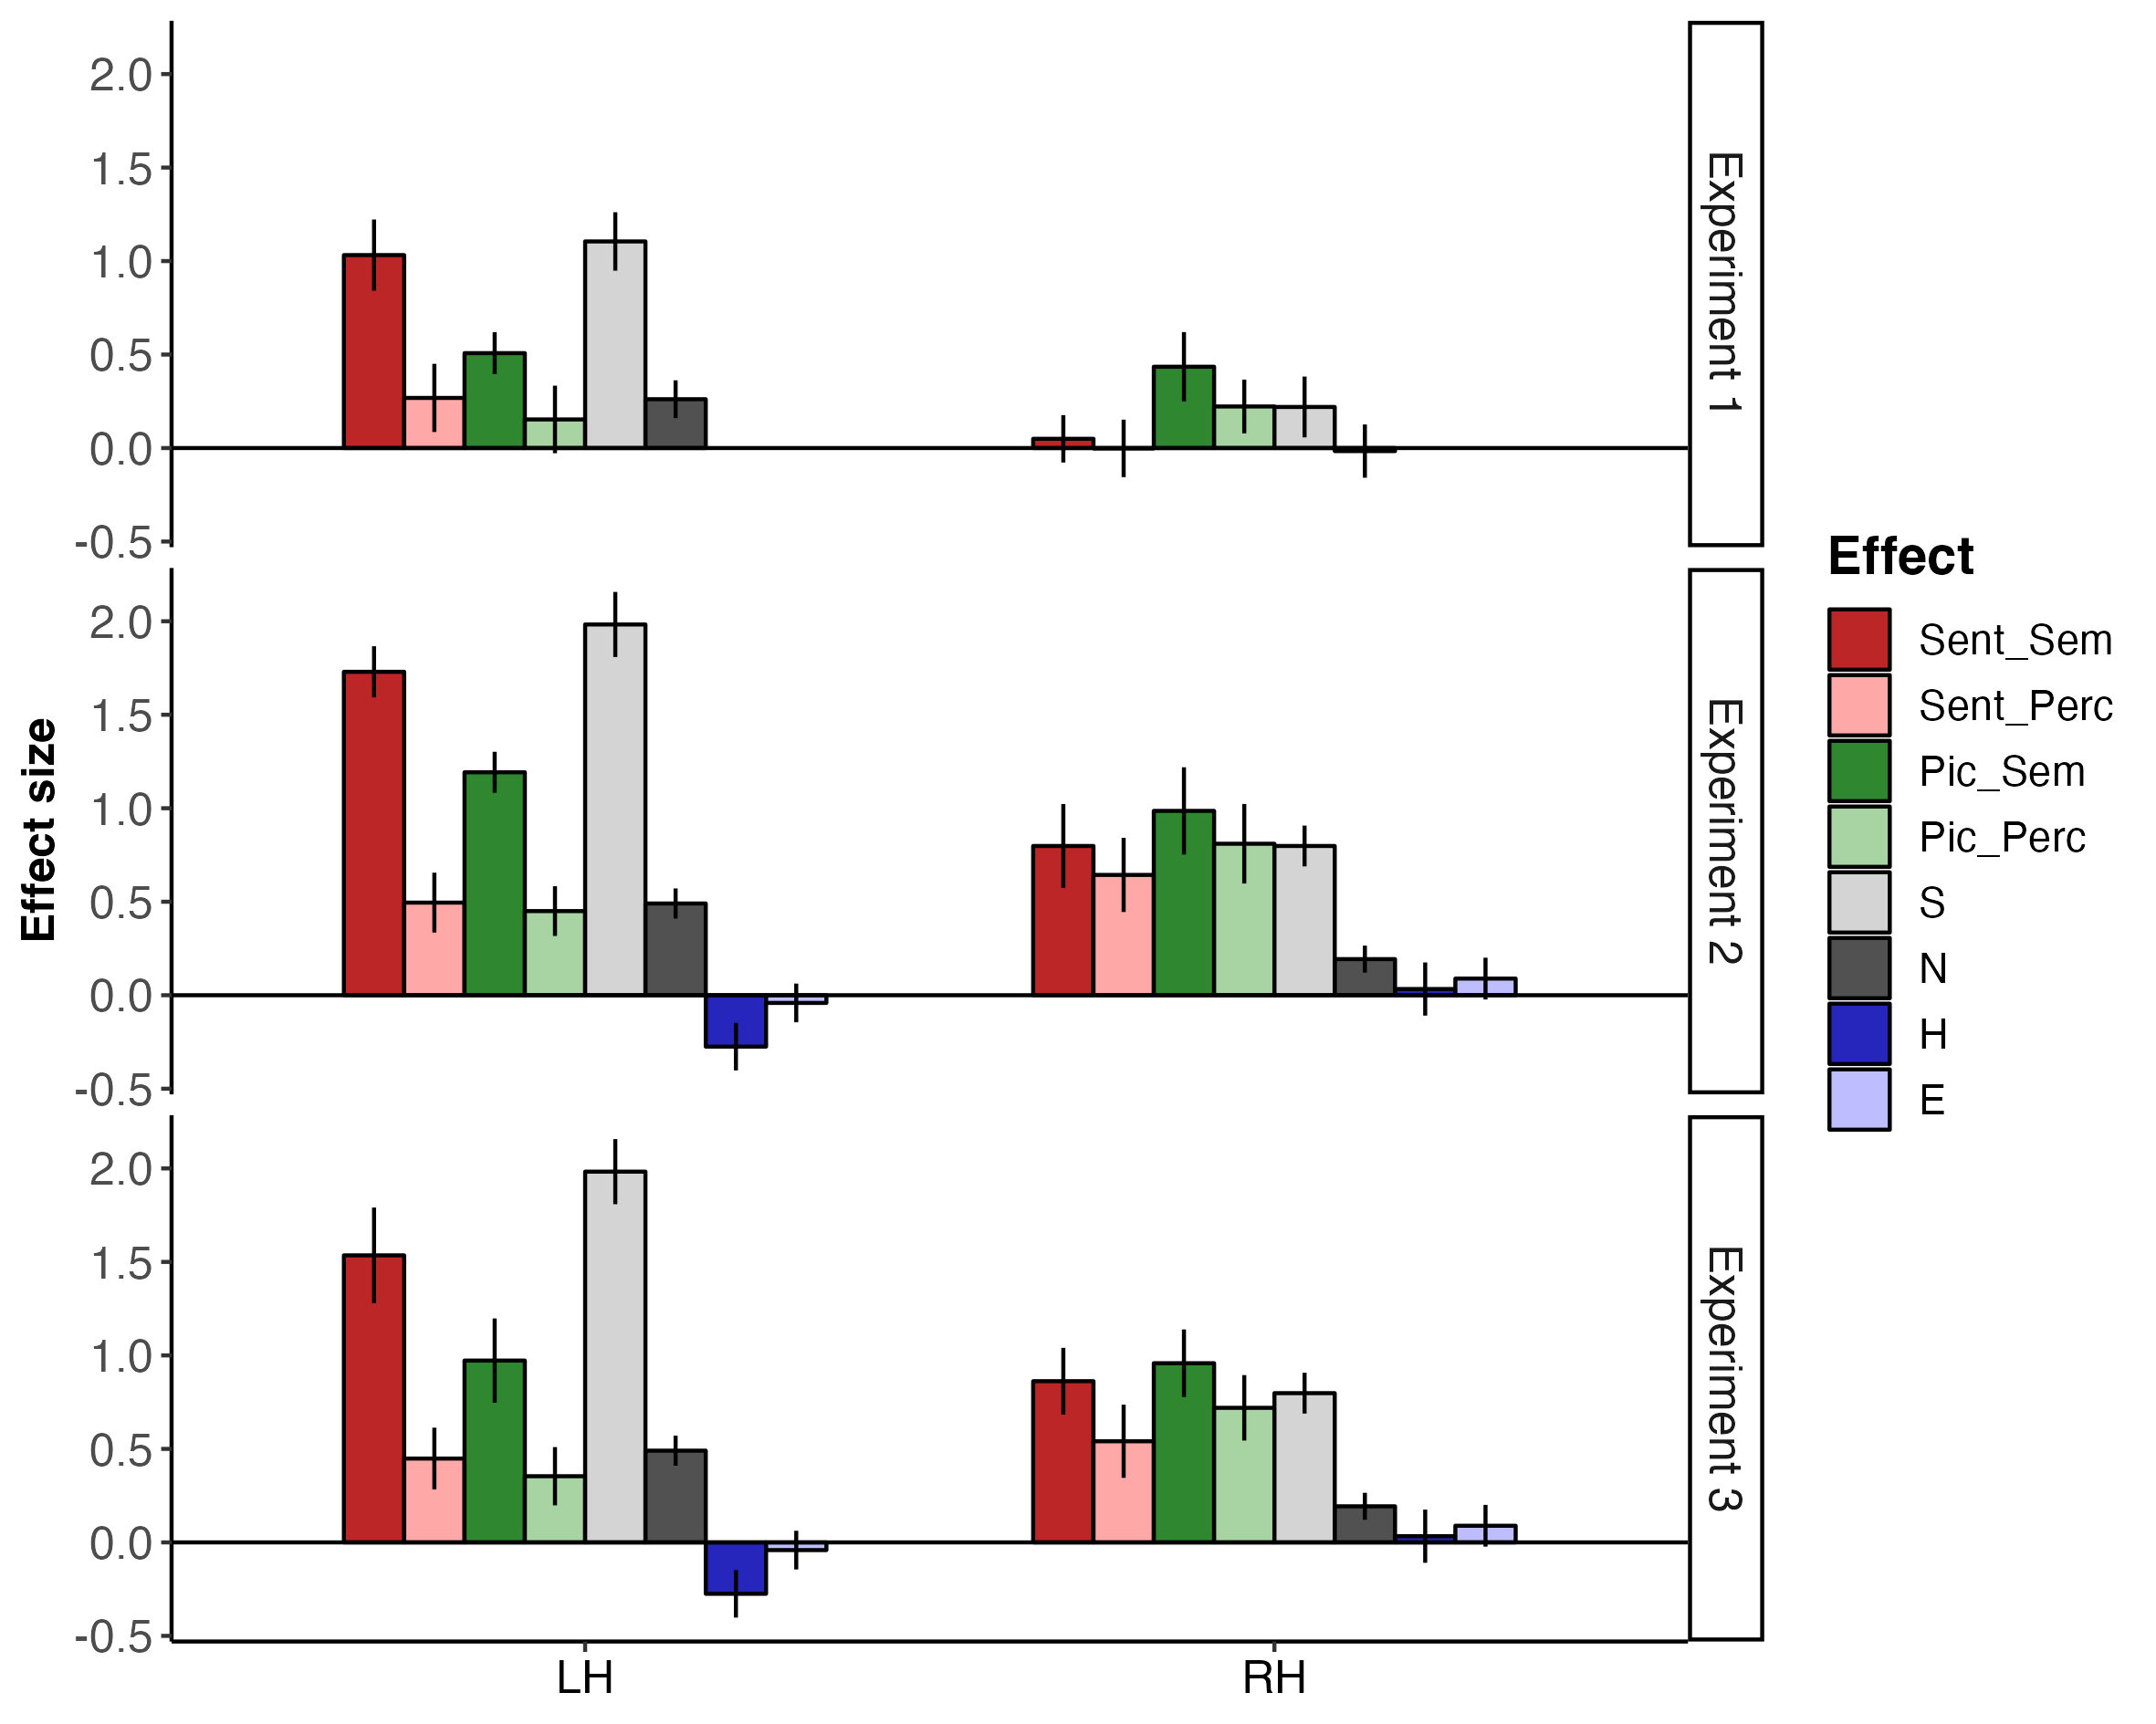 Effect size
2.0
1.5
1.0
0.5
0.0
-0.5
Experiment 1
2.0
1.5
1.0
0.5
0.0
-0.5
Experiment 2
2.0
1.5
1.0
0.5
0.0
-0.5
Experiment 3
LH
RH
Effect
Sent_Sem
Sent_Perc
Pic_Sem
Pic_Perc
S
N
H
E